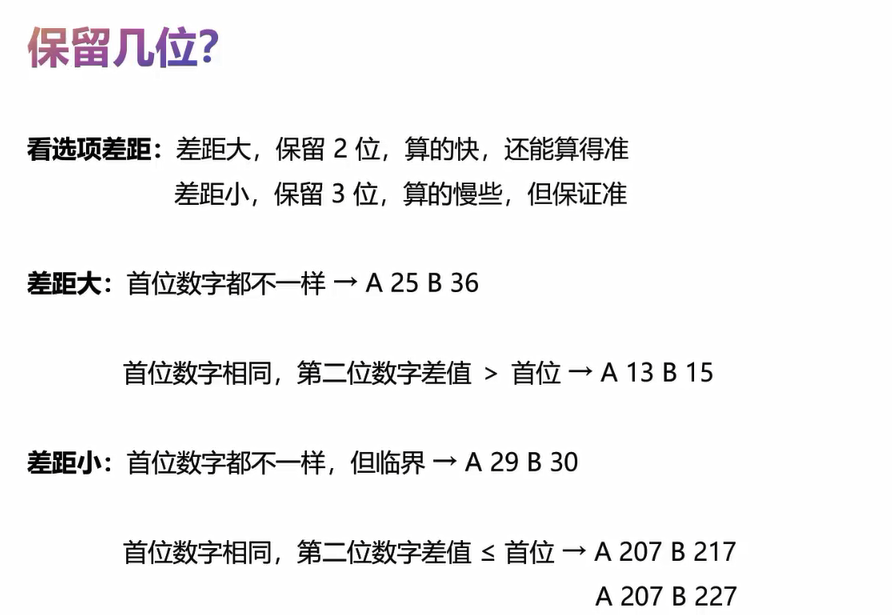 保留几位?
看选项差距：差距大，保留 2 位，算的快，还能算得准
差距小，保留 3 位，算的慢些，但保证准
差距大：首位数字都不一样 → A 25 B 36
首位数字相同，第二位数字差值 > 首位 → A 13 B 15
差距小：首位数字都不一样，但临界 → A 29 B 30
首位数字相同，第二位数字差值 ≤ 首位 → A 207 B 217
A 207 B 227